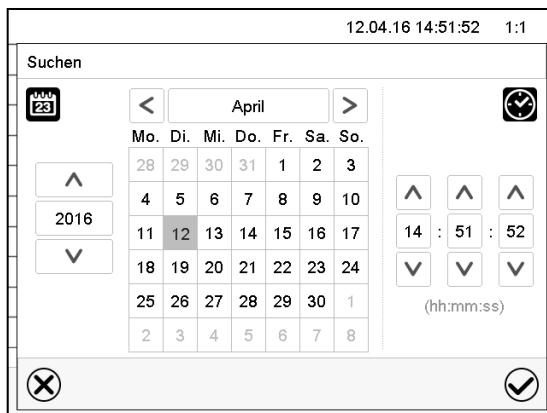 12.04.16 14:51:52 1:1
Suchen
23
< April >
Mo. Di. Mi. Do. Fr. Sa. So.
28 29 30 31 1 2 3
4 5 6 7 8 9 10
2016
11 12 13 14 15 16 17
14 : 51 : 52
18 19 20 21 22 23 24
25 26 27 28 29 30 1
(hh:mm:ss)
2 3 4 5 6 7 8